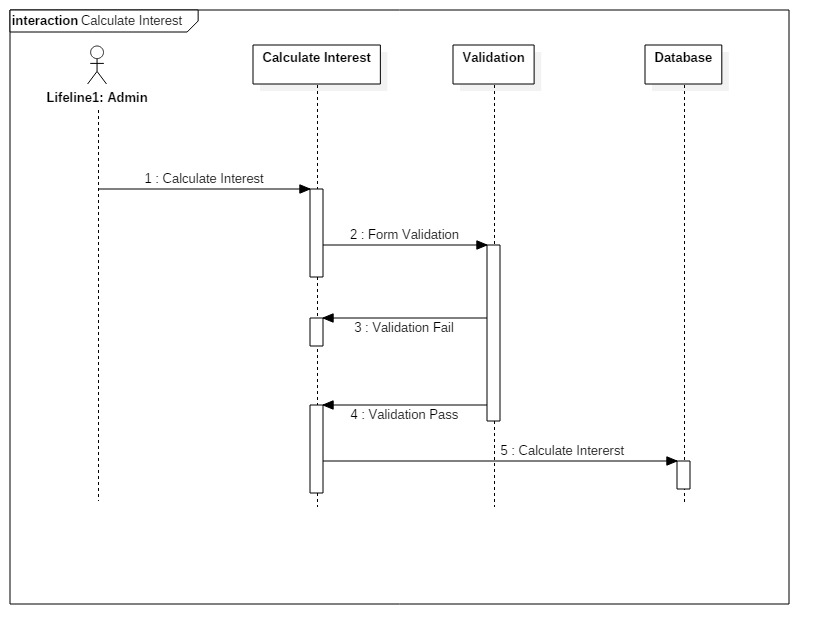 interaction Calculate Interest
Calculate Interest
Validation
Database
Lifeline1: Admin
1 : Calculate Interest
2 : Form Validation
3 : Validation Fail
4 : Validation Pass
5 : Calculate Intererst